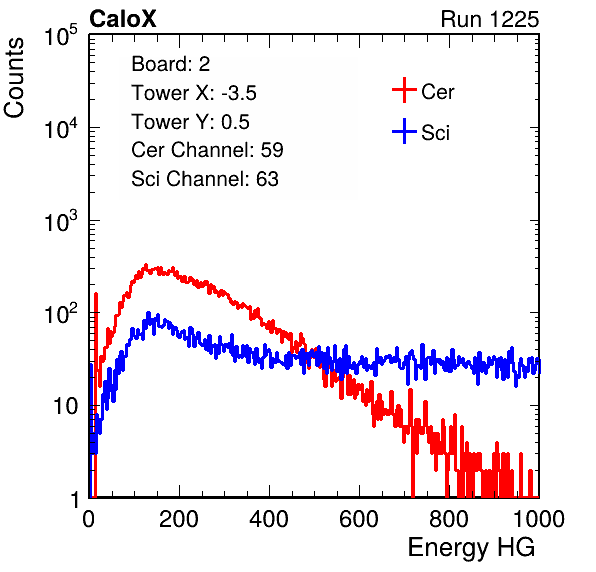 CaloX Run 1225
Counts
Board: 2
Tower X: -3.5
Tower Y: 0.5
Cer Channel: 59
Sci Channel: 63
Cer
Sci
10^5
10^4
10^3
10^2
10
1
0 200 400 600 800 1000
Energy HG